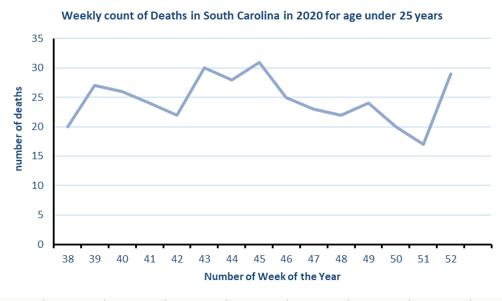 Weekly count of Deaths in South Carolina in 2020 for age under 25 years
number of deaths
35
30
25
20
15
10
5
0
38 39 40 41 42 43 44 45 46 47 48 49 50 51 52
Number of Week of the Year